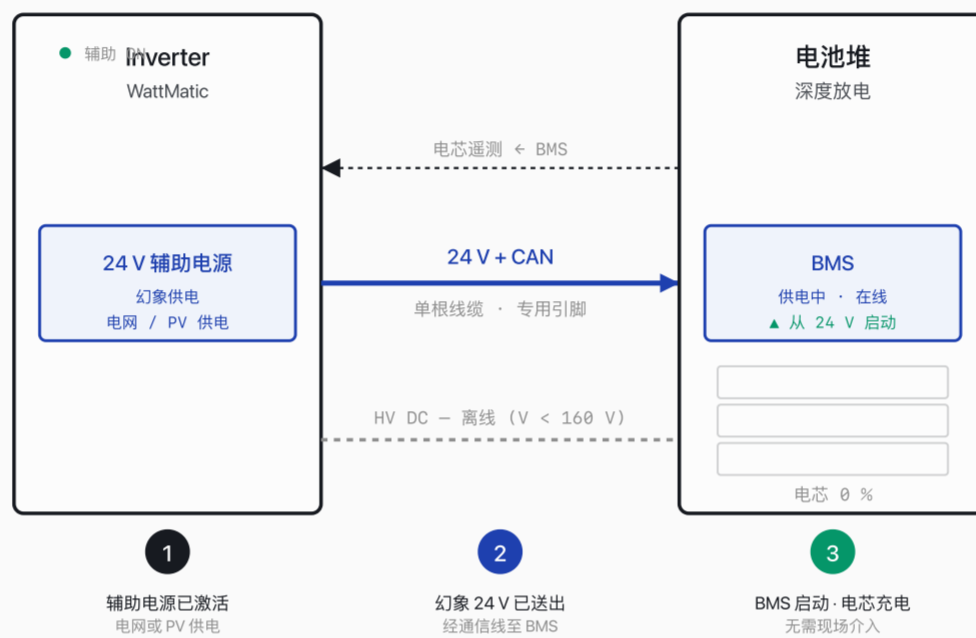 辅助
Inverter
WattMatic
24 V 辅助电源
幻象供电
电网 / PV 供电
电芯遥测 ← BMS
24 V + CAN
单根线缆 · 专用引脚
HV DC — 离线 (V < 160 V)
电池堆
深度放电
BMS
供电中 · 在线
▲ 从 24 V 启动
电芯 0 %
1
辅助电源已激活
电网或 PV 供电
2
幻象 24 V 已送出
经通信线至 BMS
3
BMS 启动 · 电芯充电
无需现场介入